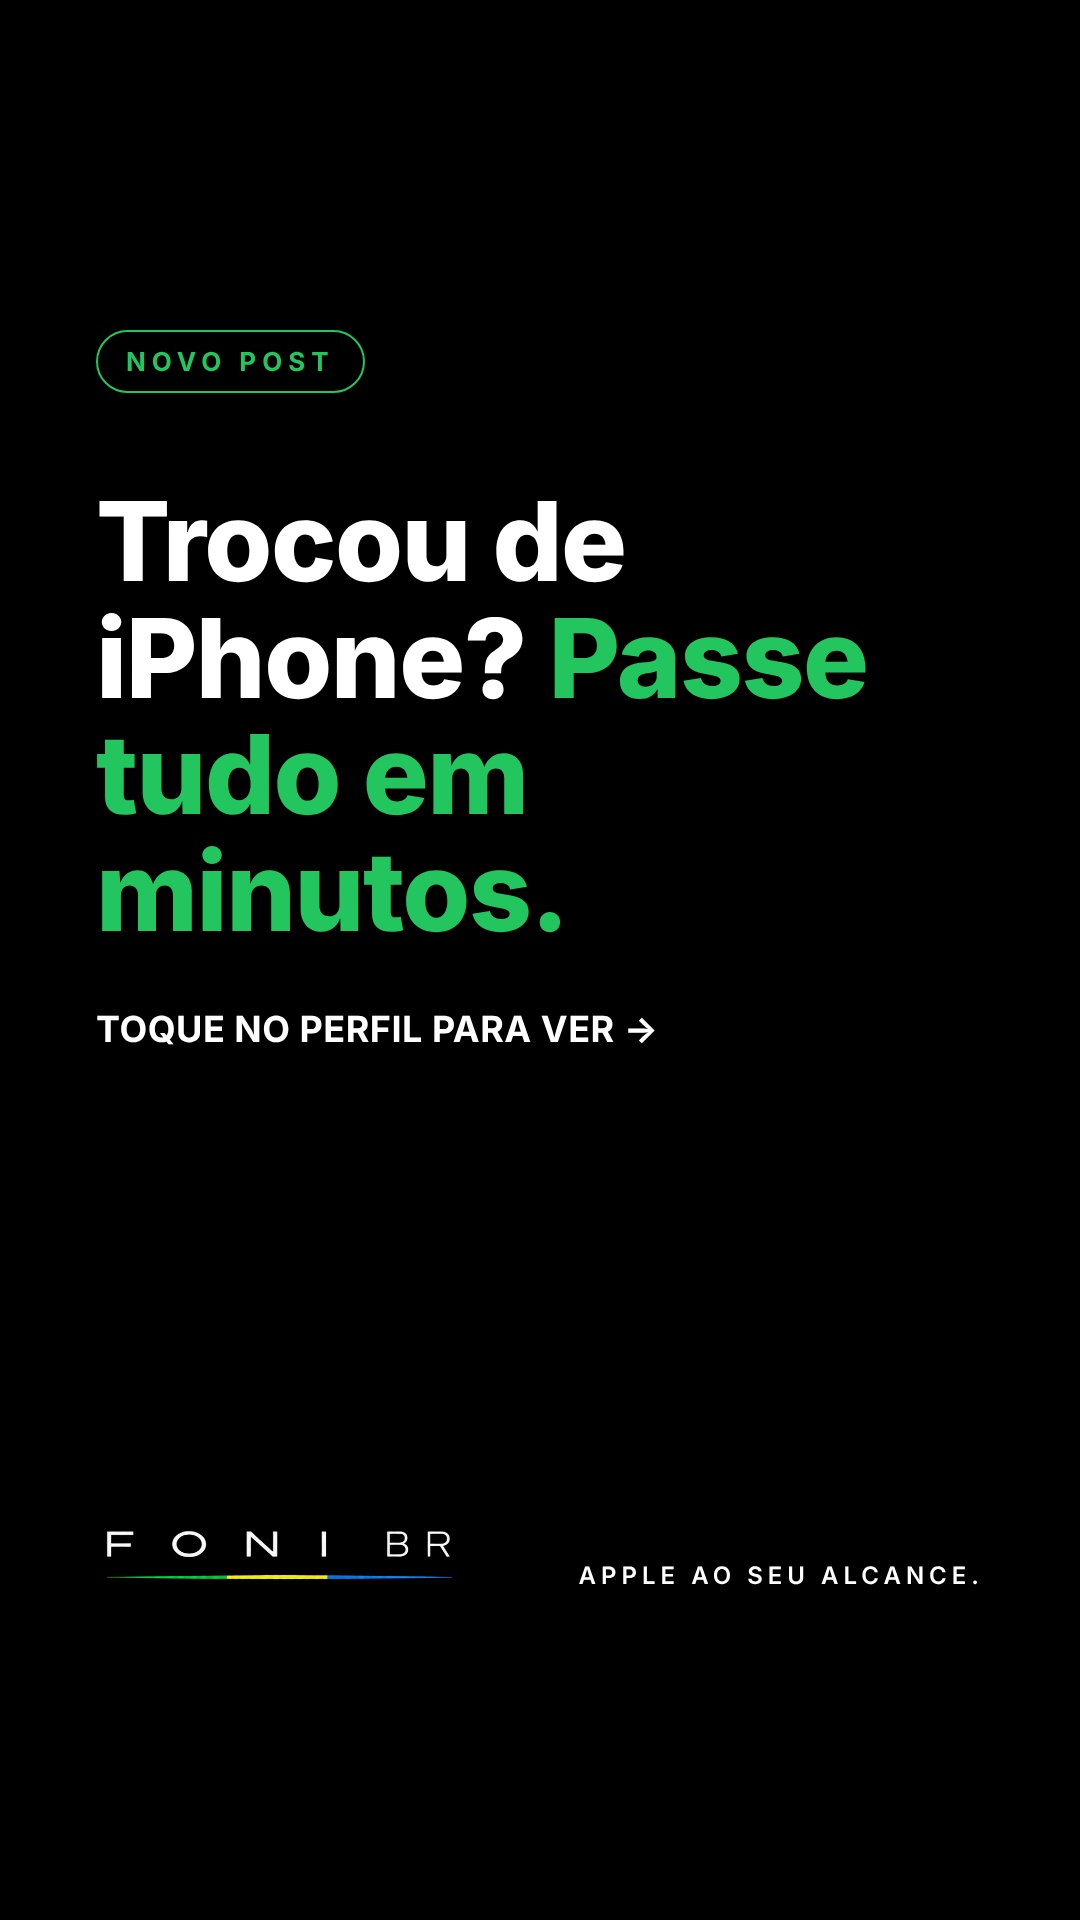 NOVO POST
Trocou de
iPhone? Passe
tudo em
minutos.
TOQUE NO PERFIL PARA VER →
FONI BR
APPLE AO SEU ALCANCE.